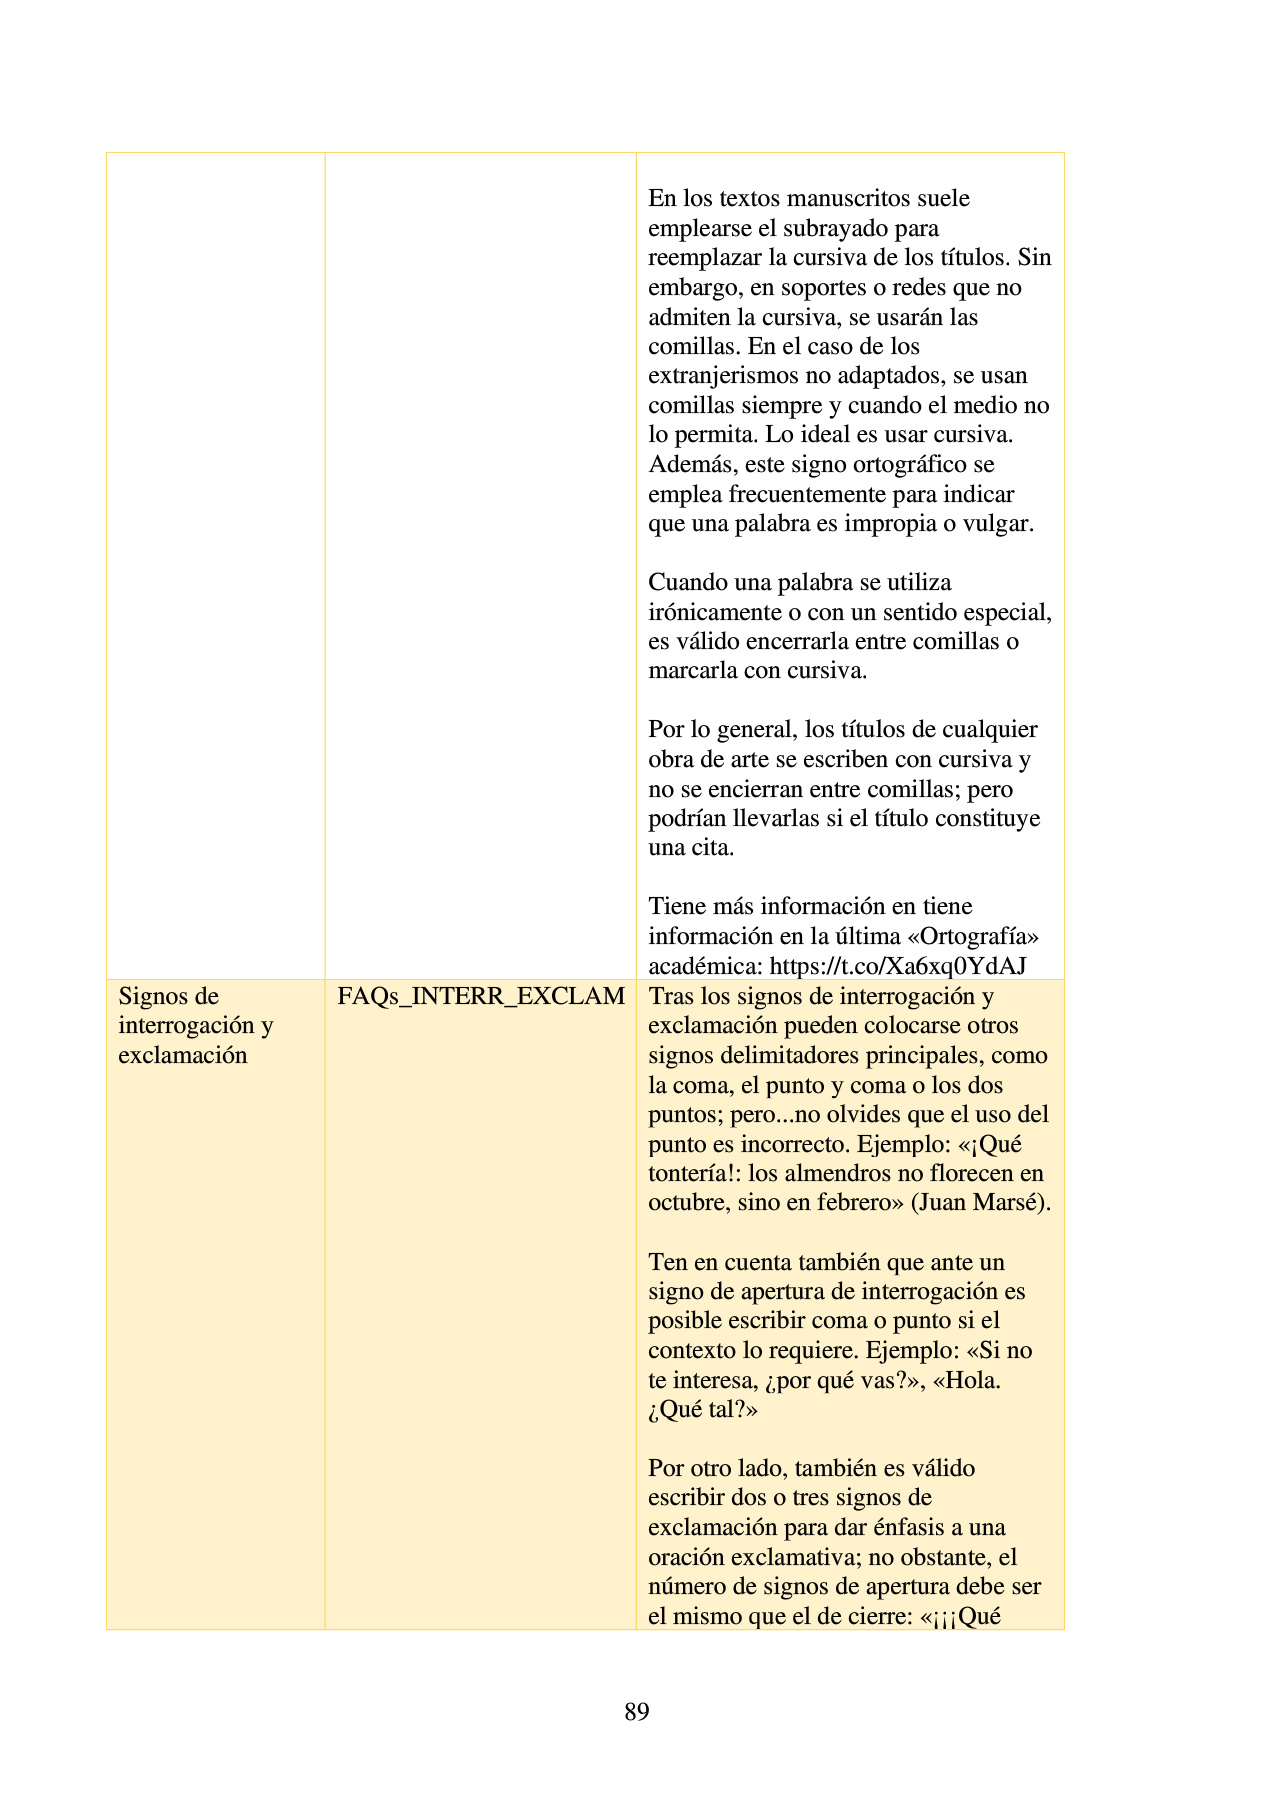 En los textos manuscritos suele
emplearse el subrayado para
reemplazar la cursiva de los títulos. Sin
embargo, en soportes o redes que no
admiten la cursiva, se usarán las
comillas. En el caso de los
extranjerismos no adaptados, se usan
comillas siempre y cuando el medio no
lo permita. Lo ideal es usar cursiva.
Además, este signo ortográfico se
emplea frecuentemente para indicar
que una palabra es impropia o vulgar.
Cuando una palabra se utiliza
irónicamente o con un sentido especial,
es válido encerrarla entre comillas o
marcarla con cursiva.
Por lo general, los títulos de cualquier
obra de arte se escriben con cursiva y
no se encierran entre comillas; pero
podrían llevarlas si el título constituye
una cita.
Tiene más información en tiene
información en la última «Ortografía»
académica: https://t.co/Xa6xq0YdAJ
Signos de
interrogación y
exclamación
FAQs_INTERR_EXCLAM
Tras los signos de interrogación y
exclamación pueden colocarse otros
signos delimitadores principales, como
la coma, el punto y coma o los dos
puntos; pero...no olvides que el uso del
punto es incorrecto. Ejemplo: «¡Qué
tontería!: los almendros no florecen en
octubre, sino en febrero» (Juan Marsé).
Ten en cuenta también que ante un
signo de apertura de interrogación es
posible escribir coma o punto si el
contexto lo requiere. Ejemplo: «Si no
te interesa, ¿por qué vas?», «Hola.
¿Qué tal?»
Por otro lado, también es válido
escribir dos o tres signos de
exclamación para dar énfasis a una
oración exclamativa; no obstante, el
número de signos de apertura debe ser
el mismo que el de cierre: «¡¡¡Qué
89